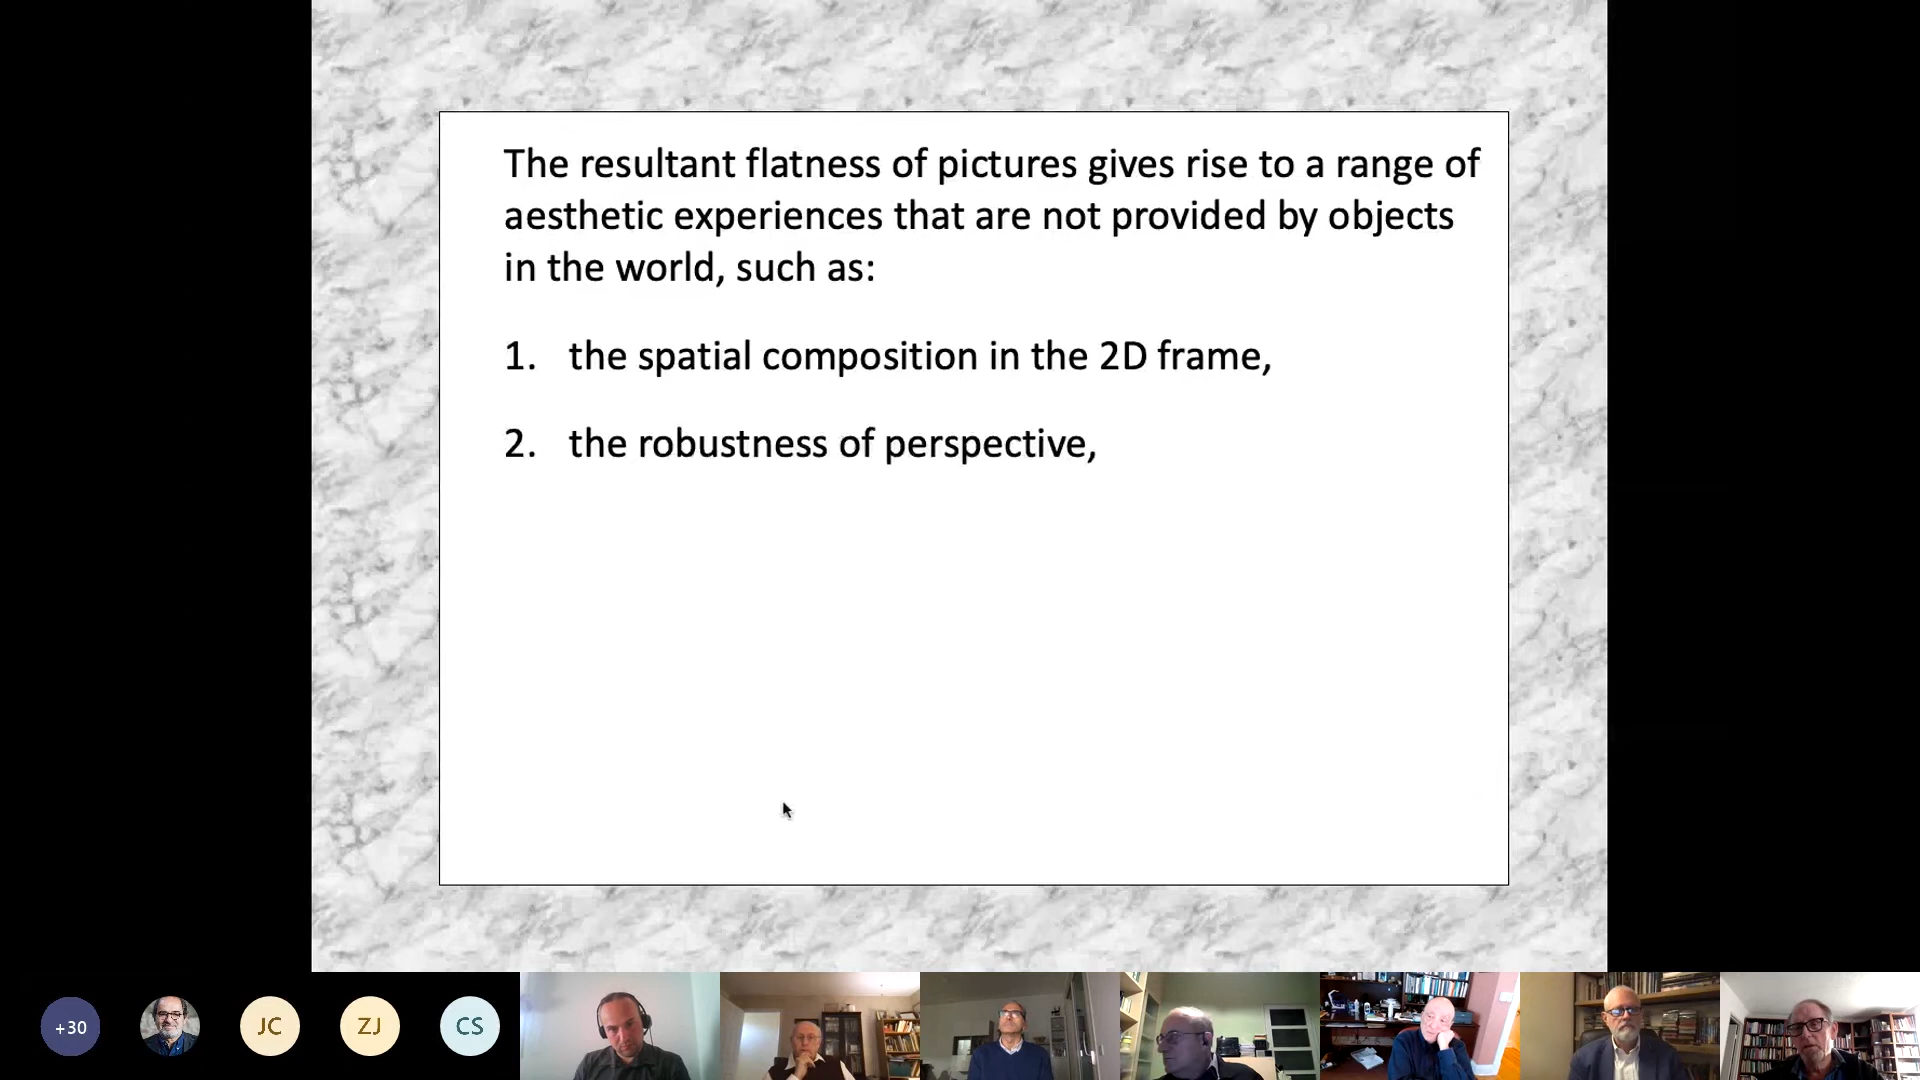 The resultant flatness of pictures gives rise to a range of
aesthetic experiences that are not provided by objects
in the world, such as:
1. the spatial composition in the 2D frame,
2. the robustness of perspective,
+30
JC
ZJ
CS